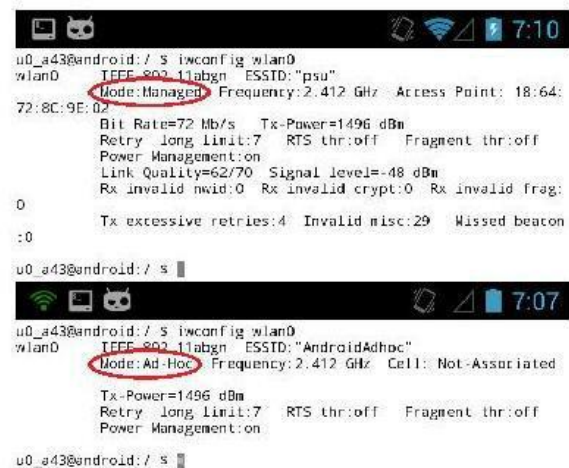 7:10
u0_a43@android:/ $ iwconfig wlan0
wlan0 IEEE 802.11abgn ESSID:"psu"
Mode:Managed Frequency:2.412 GHz Access Point: 18:64:
72:8C:9E:02
Bit Rate=72 Mb/s Tx-Power=1496 dBm
Retry long limit:7 RTS thr:off Fragment thr:off
Power Management:on
Link Quality=62/70 Signal level=-48 dBm
Rx invalid nwid:0 Rx invalid crypt:0 Rx invalid frag:
0
Tx excessive retries:4 Invalid misc:29 Missed beacon
:0
u0_a43@android:/ $
7:07
u0_a43@android:/ $ iwconfig wlan0
wlan0 IEEE 802.11abgn ESSID:"AndroidAdhoc"
Mode:Ad-Hoc Frequency:2.412 GHz Cell: Not-Associated
Tx-Power=1496 dBm
Retry long limit:7 RTS thr:off Fragment thr:off
Power Management:on
u0_a43@android:/ $